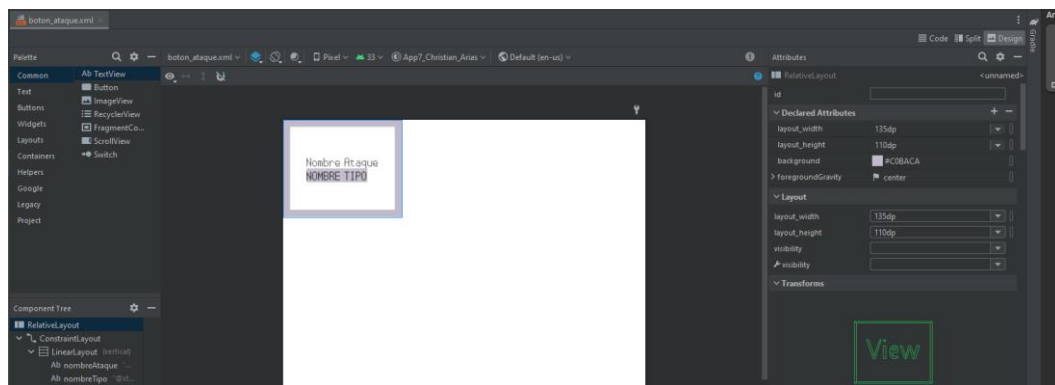 boton_ataque.xml
Code Split Design
Gradle
Palette
boton_ataque.xml Pixel 33 App7_Christian_Arias Default (en-us)
Attributes
Common
Text
Buttons
Widgets
Layouts
Containers
Helpers
Google
Legacy
Project
Ab TextView
Button
ImageView
RecyclerView
FragmentCo...
ScrollView
Switch
Nombre Ataque
NOMBRE TIPO
RelativeLayout <unnamed>
id
Declared Attributes
layout_width 135dp
layout_height 110dp
background #C0BACA
foregroundGravity center
Layout
layout_width 135dp
layout_height 110dp
visibility
visibility
Transforms
View
Component Tree
RelativeLayout
ConstraintLayout
LinearLayout (vertical)
Ab nombreAtaque
Ab nombreTipo